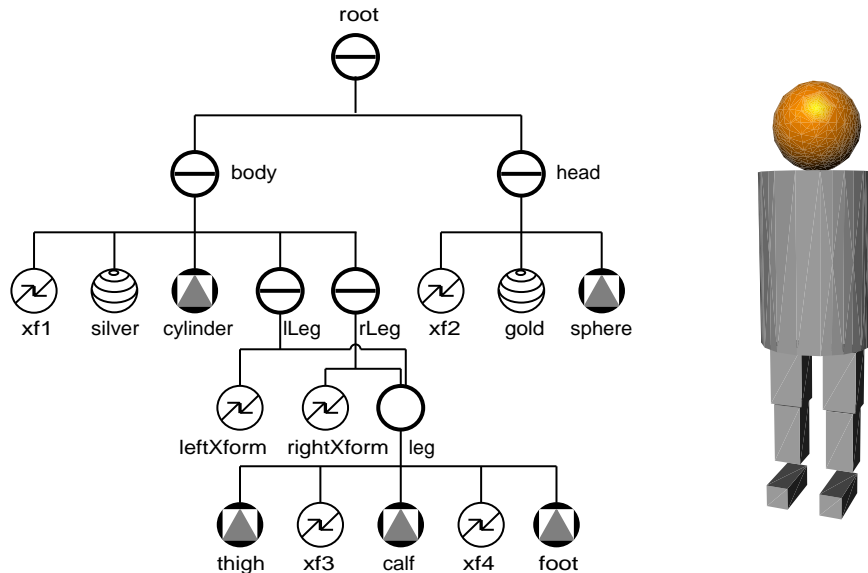 root
body
head
xf1
silver
cylinder
lLeg
rLeg
xf2
gold
sphere
leftXform
rightXform
leg
thigh
xf3
calf
xf4
foot